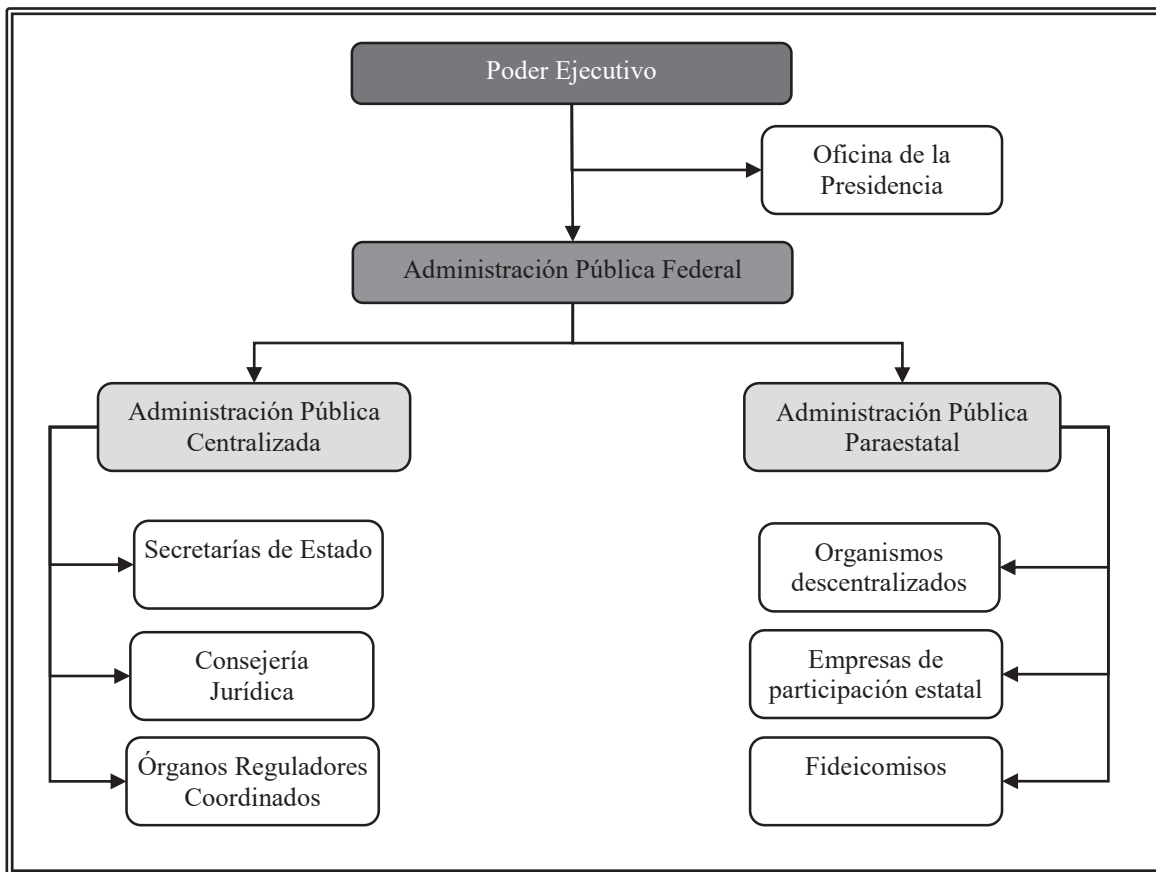 Poder Ejecutivo
Oficina de la
Presidencia
Administración Pública Federal
Administración Pública
Centralizada
Administración Pública
Paraestatal
Secretarías de Estado
Consejería
Jurídica
Órganos Reguladores
Coordinados
Organismos
descentralizados
Empresas de
participación estatal
Fideicomisos